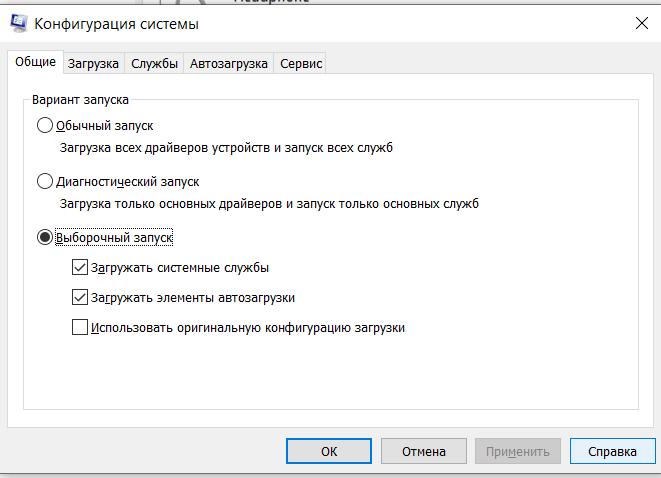 Конфигурация системы
Общие Загрузка Службы Автозагрузка Сервис
Вариант запуска
Обычный запуск
Загрузка всех драйверов устройств и запуск всех служб
Диагностический запуск
Загрузка только основных драйверов и запуск только основных служб
Выборочный запуск
Загружать системные службы
Загружать элементы автозагрузки
Использовать оригинальную конфигурацию загрузки
ОК Отмена Применить Справка